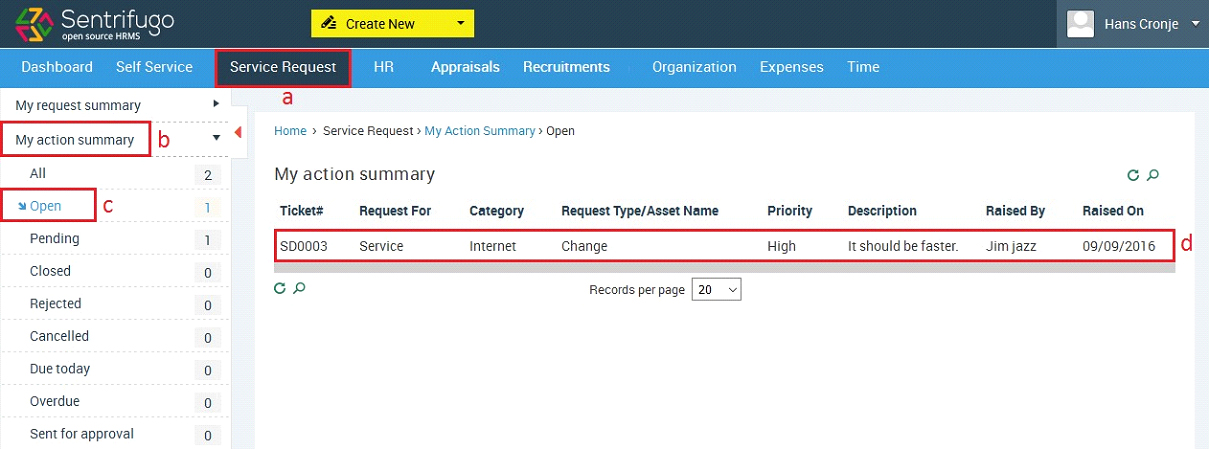 Sentrifugo
open source HRMS
Create New
Hans Cronje
Dashboard Self Service Service Request HR Appraisals Recruitments Organization Expenses Time
a
My request summary
My action summary b
All 2
Open 1 c
Pending 1
Closed 0
Rejected 0
Cancelled 0
Due today 0
Overdue 0
Sent for approval 0
Home › Service Request › My Action Summary › Open
My action summary
Ticket# Request For Category Request Type/Asset Name Priority Description Raised By Raised On
SD0003 Service Internet Change High It should be faster. Jim jazz 09/09/2016 d
Records per page 20